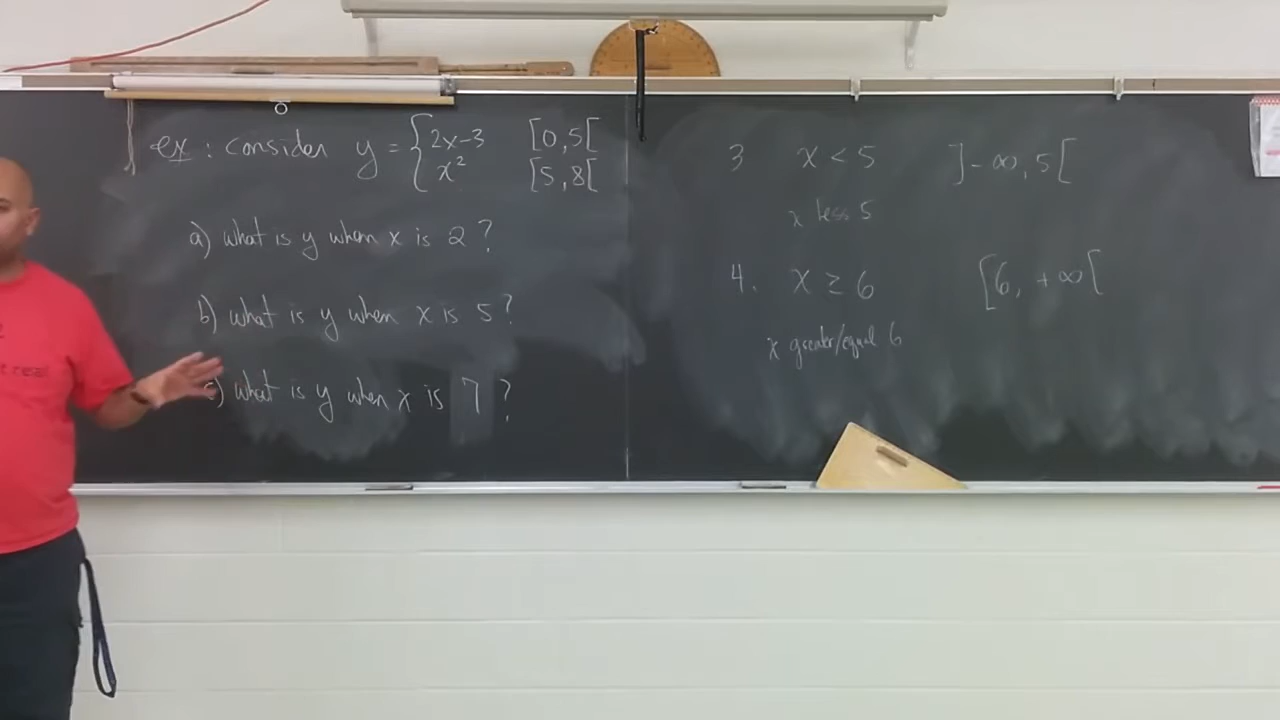 ex : consider y = { 2x-3 [0,5[
x² [5,8[
a) what is y when x is 2 ?
b) what is y when x is 5 ?
c) what is y when x is 7 ?
3 x < 5 ]-∞, 5[
x less 5
4. x ≥ 6 [6, +∞[
x greater/equal 6